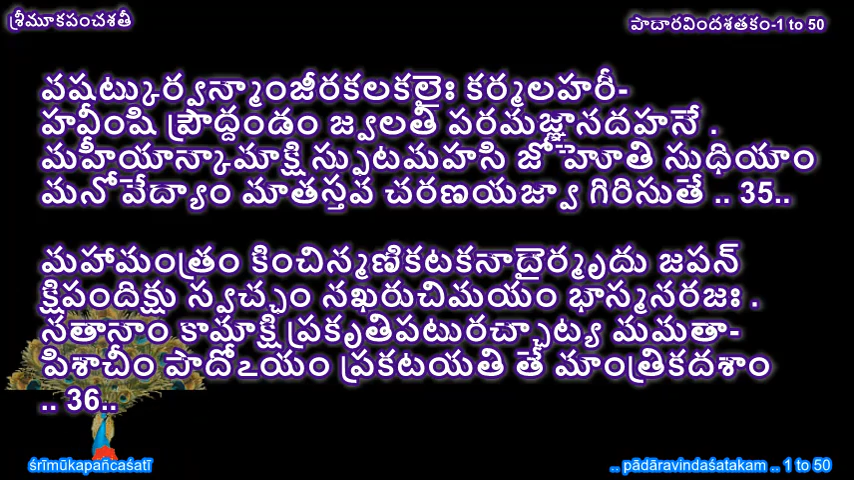 శ్రీమూకపంచశతీ
పాదారవిందశతకం-1 to 50
వషట్కుర్వన్మాంజీరకలకలైః కర్మలహరీ-
హవీంషి ప్రౌద్దండం జ్వలతి పరమజ్ఞానదహనే .
మహీయాన్కామాక్షి స్ఫుటమహసి జోహోతి సుధియాం
మనోవేద్యాం మాతస్తవ చరణయజ్వా గిరిసుతే .. 35..
మహామంత్రం కించిన్మణికటకనాదైర్మృదు జపన్
క్షిపందిక్షు స్వచ్ఛం నఖరుచిమయం భాస్మనరజః .
నతానాం కామాక్షి ప్రకృతిపటురచ్చాట్య మమతా-
పిశాచీం పాదోఽయం ప్రకటయతి తే మాంత్రికదశాం
.. 36..
śrīmūkapañcaśatī
.. pādāravindaśatakam .. 1 to 50